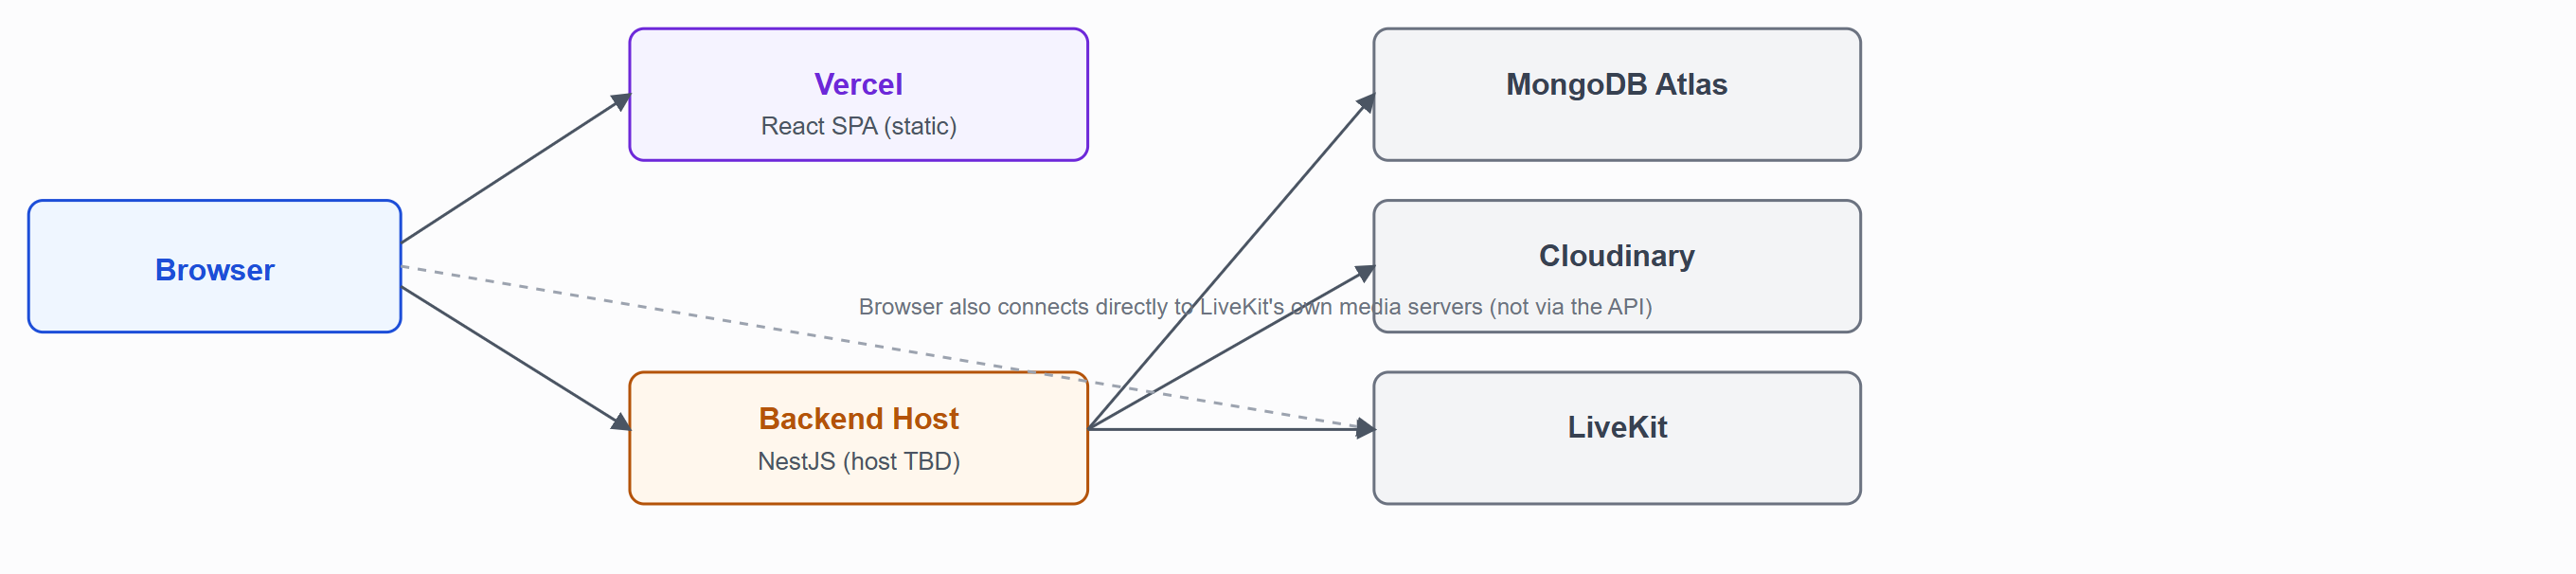 Vercel
React SPA (static)
MongoDB Atlas
Browser
Cloudinary
Browser also connects directly to LiveKit's own media servers (not via the API)
Backend Host
NestJS (host TBD)
LiveKit